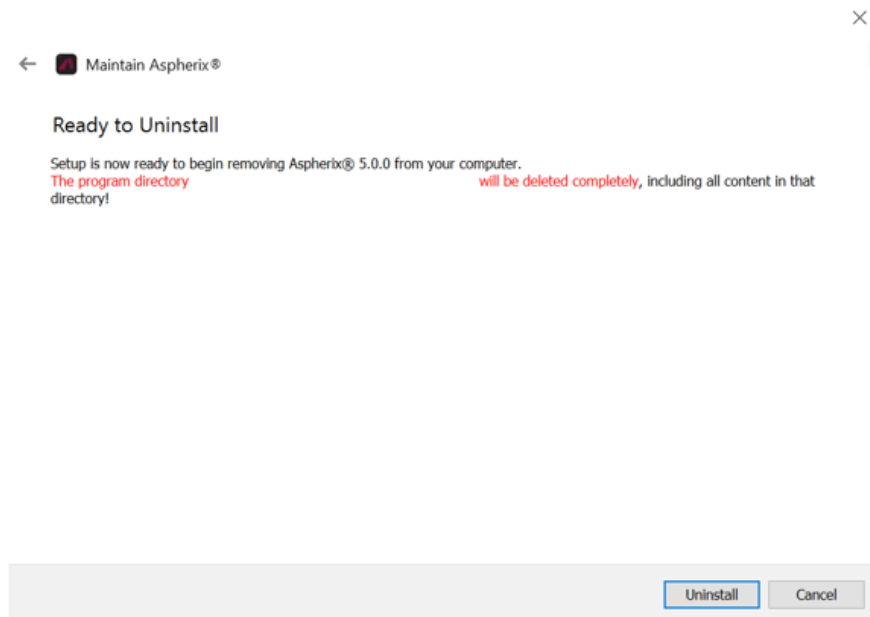 Maintain Aspherix®
Ready to Uninstall
Setup is now ready to begin removing Aspherix® 5.0.0 from your computer.
The program directory will be deleted completely, including all content in that
directory!
Uninstall Cancel